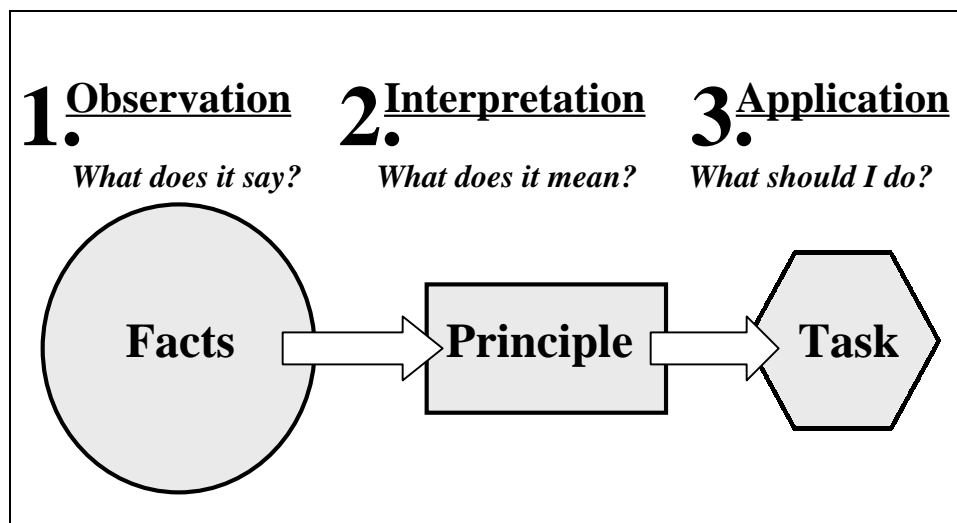 1. Observation
What does it say?
2. Interpretation
What does it mean?
3. Application
What should I do?
Facts
Principle
Task